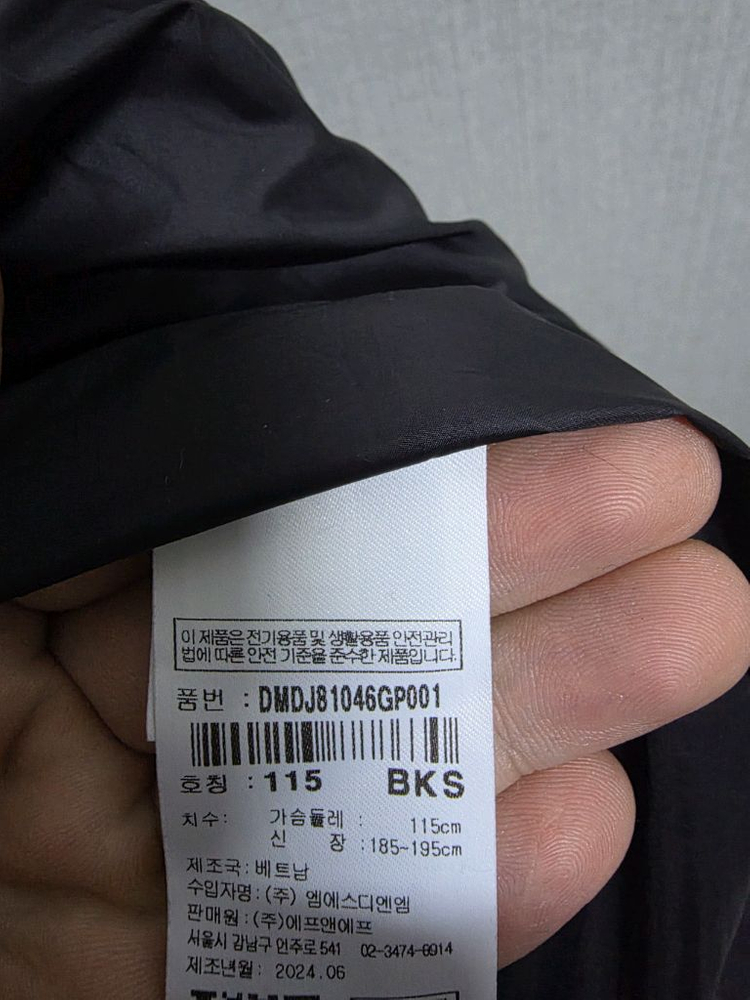 이 제품은 전기용품 및 생활용품 안전관리
법에 따른 안전 기준을 준수한 제품입니다.
품번 : DMDJ81046GP001
호칭 : 115 BKS
치수 : 가슴둘레 : 115cm
신 장 : 185~195cm
제조국 : 베트남
수입자명 : (주) 엠에스디엔엠
판매원 : (주)에프앤에프
서울시 강남구 언주로 541 02-3474-0914
제조년월 : 2024.06